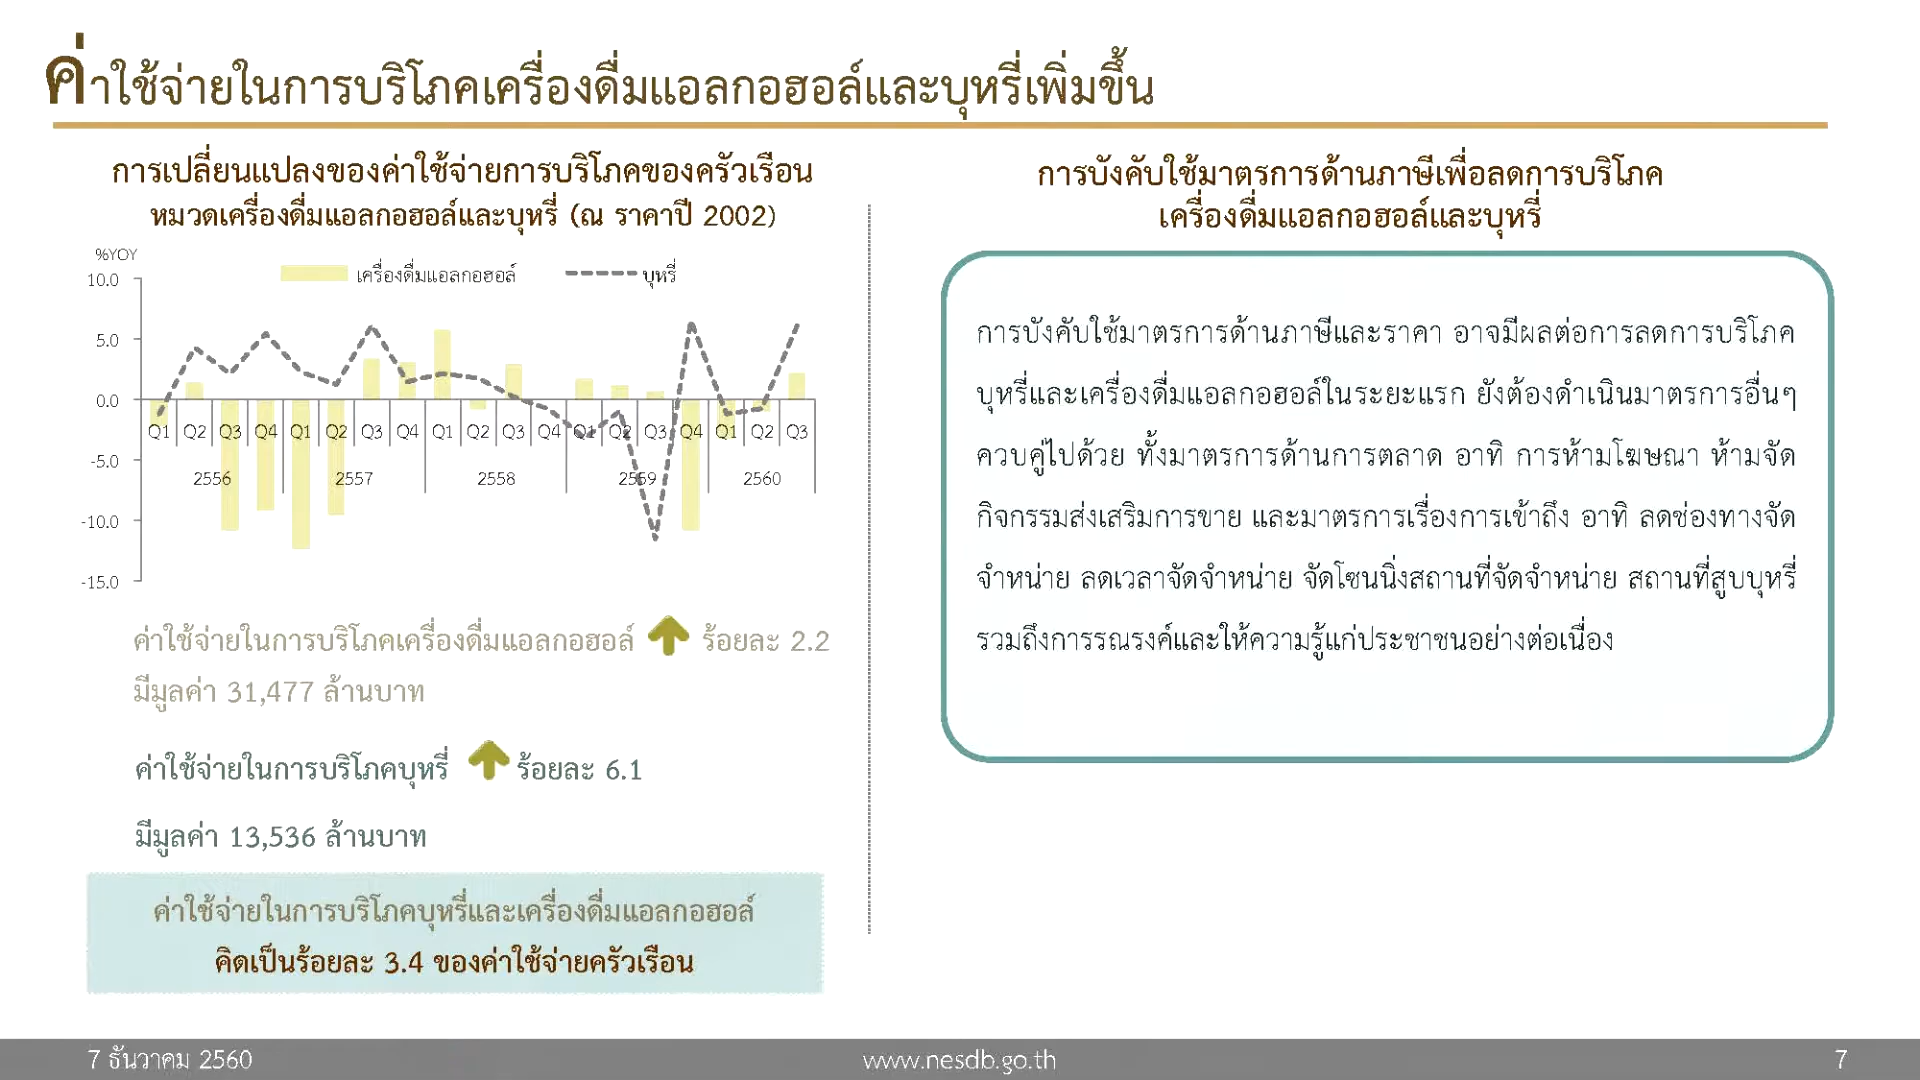 ค่าใช้จ่ายในการบริโภคเครื่องดื่มแอลกอฮอล์และบุหรี่เพิ่มขึ้น
การเปลี่ยนแปลงของค่าใช้จ่ายการบริโภคของครัวเรือน
หมวดเครื่องดื่มแอลกอฮอล์และบุหรี่ (ณ ราคาปี 2002)
%YOY
เครื่องดื่มแอลกอฮอล์ บุหรี่
10.0
5.0
0.0
-5.0
-10.0
-15.0
Q1 Q2 Q3 Q4 Q1 Q2 Q3 Q4 Q1 Q2 Q3 Q4 Q1 Q2 Q3 Q4 Q1 Q2 Q3
2556 2557 2558 2559 2560
ค่าใช้จ่ายในการบริโภคเครื่องดื่มแอลกอฮอล์ ร้อยละ 2.2
มีมูลค่า 31,477 ล้านบาท
ค่าใช้จ่ายในการบริโภคบุหรี่ ร้อยละ 6.1
มีมูลค่า 13,536 ล้านบาท
ค่าใช้จ่ายในการบริโภคบุหรี่และเครื่องดื่มแอลกอฮอล์
คิดเป็นร้อยละ 3.4 ของค่าใช้จ่ายครัวเรือน
การบังคับใช้มาตรการด้านภาษีเพื่อลดการบริโภค
เครื่องดื่มแอลกอฮอล์และบุหรี่
การบังคับใช้มาตรการด้านภาษีและราคา อาจมีผลต่อการลดการบริโภค
บุหรี่และเครื่องดื่มแอลกอฮอล์ในระยะแรก ยังต้องดำเนินมาตรการอื่นๆ
ควบคู่ไปด้วย ทั้งมาตรการด้านการตลาด อาทิ การห้ามโฆษณา ห้ามจัด
กิจกรรมส่งเสริมการขาย และมาตรการเรื่องการเข้าถึง อาทิ ลดช่องทางจัด
จำหน่าย ลดเวลาจัดจำหน่าย จัดโซนนิ่งสถานที่จัดจำหน่าย สถานที่สูบบุหรี่
รวมถึงการรณรงค์และให้ความรู้แก่ประชาชนอย่างต่อเนื่อง
7 ธันวาคม 2560
www.nesdb.go.th
7